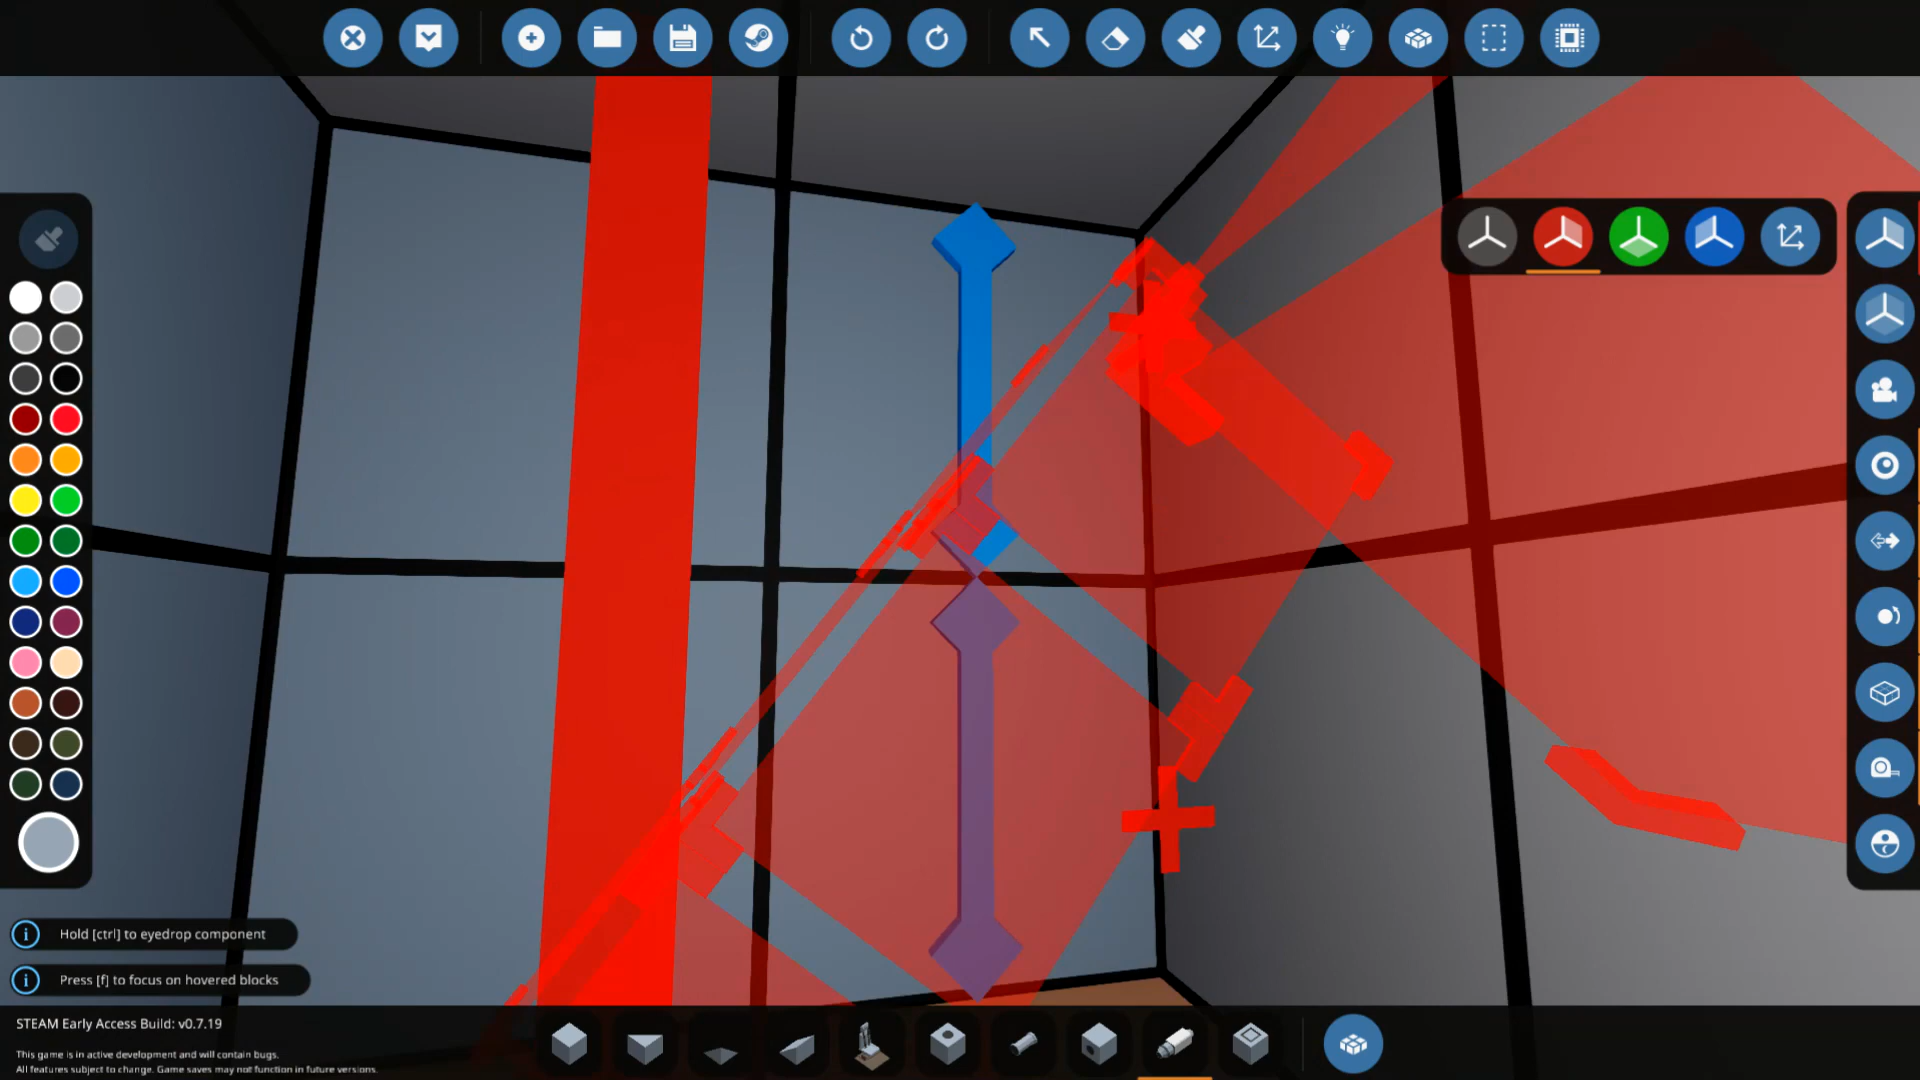 Hold [ctrl] to eyedrop component
Press [f] to focus on hovered blocks
STEAM Early Access Build: v0.7.19
This game is in active development and will contain bugs.
All features subject to change. Game saves may not function in future versions.